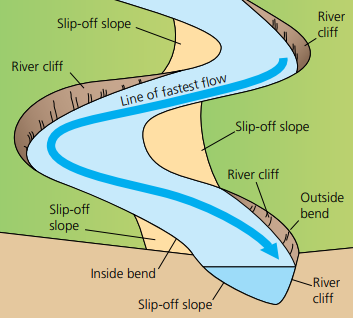 Slip-off slope
River
cliff
River cliff
Line of fastest flow
Slip-off slope
River cliff
Outside
bend
Slip-off
slope
Inside bend
Slip-off slope
River
cliff